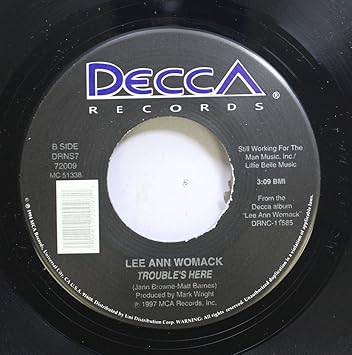 DECCA ®
RECORDS
B SIDE
DRNS7
72009
MC 51338
Still Working For The
Man Music, Inc./
Lillie Belle Music
3:09 BMI
From the
Decca album
"Lee Ann Womack"
DRNC-11585
LEE ANN WOMACK
TROUBLE'S HERE
(Jann Browne-Matt Barnes)
Produced by Mark Wright
℗ 1997 MCA Records, Inc.